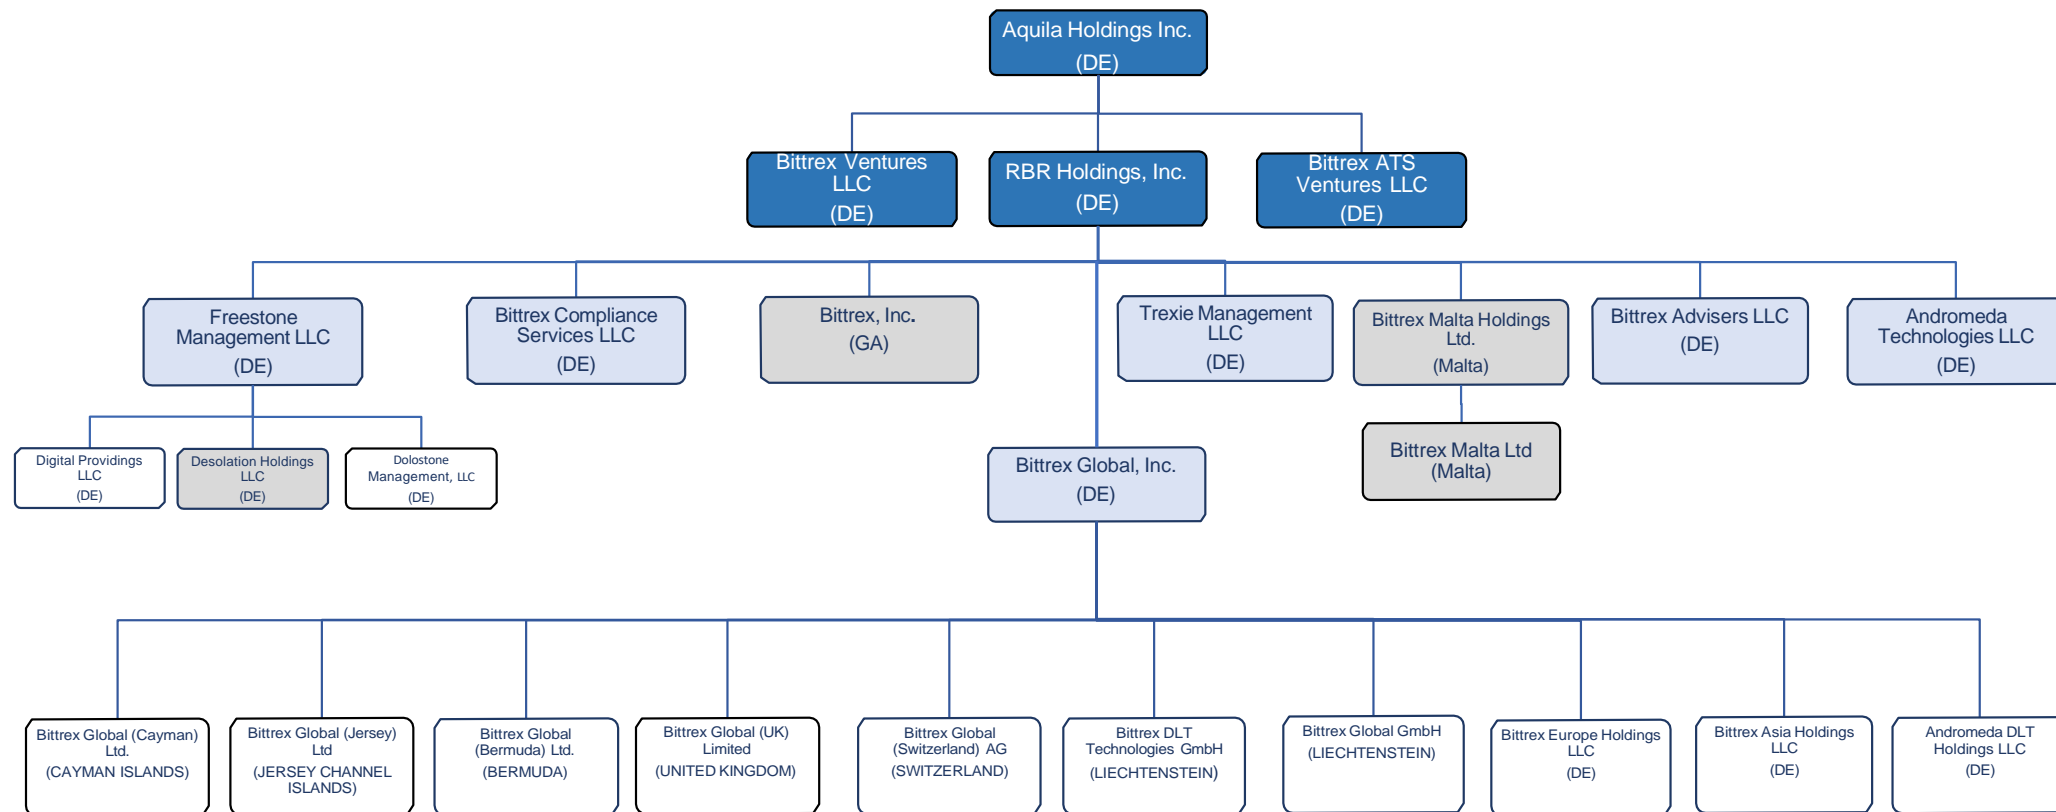 Aquila Holdings Inc.
(DE)
Bittrex Ventures
LLC
(DE)
RBR Holdings, Inc.
(DE)
Bittrex ATS
Ventures LLC
(DE)
Freestone
Management LLC
(DE)
Bittrex Compliance
Services LLC
(DE)
Bittrex, Inc.
(GA)
Trexie Management
LLC
(DE)
Bittrex Malta Holdings
Ltd.
(Malta)
Bittrex Advisers LLC
(DE)
Andromeda
Technologies LLC
(DE)
Digital Providings
LLC
(DE)
Desolation Holdings
LLC
(DE)
Dolostone
Management, LLC
(DE)
Bittrex Global, Inc.
(DE)
Bittrex Malta Ltd
(Malta)
Bittrex Global (Cayman)
Ltd.
(CAYMAN ISLANDS)
Bittrex Global (Jersey)
Ltd
(JERSEY CHANNEL
ISLANDS)
Bittrex Global
(Bermuda) Ltd.
(BERMUDA)
Bittrex Global (UK)
Limited
(UNITED KINGDOM)
Bittrex Global
(Switzerland) AG
(SWITZERLAND)
Bittrex DLT
Technologies GmbH
(LIECHTENSTEIN)
Bittrex Global GmbH
(LIECHTENSTEIN)
Bittrex Europe Holdings
LLC
(DE)
Bittrex Asia Holdings
LLC
(DE)
Andromeda DLT
Holdings LLC
(DE)